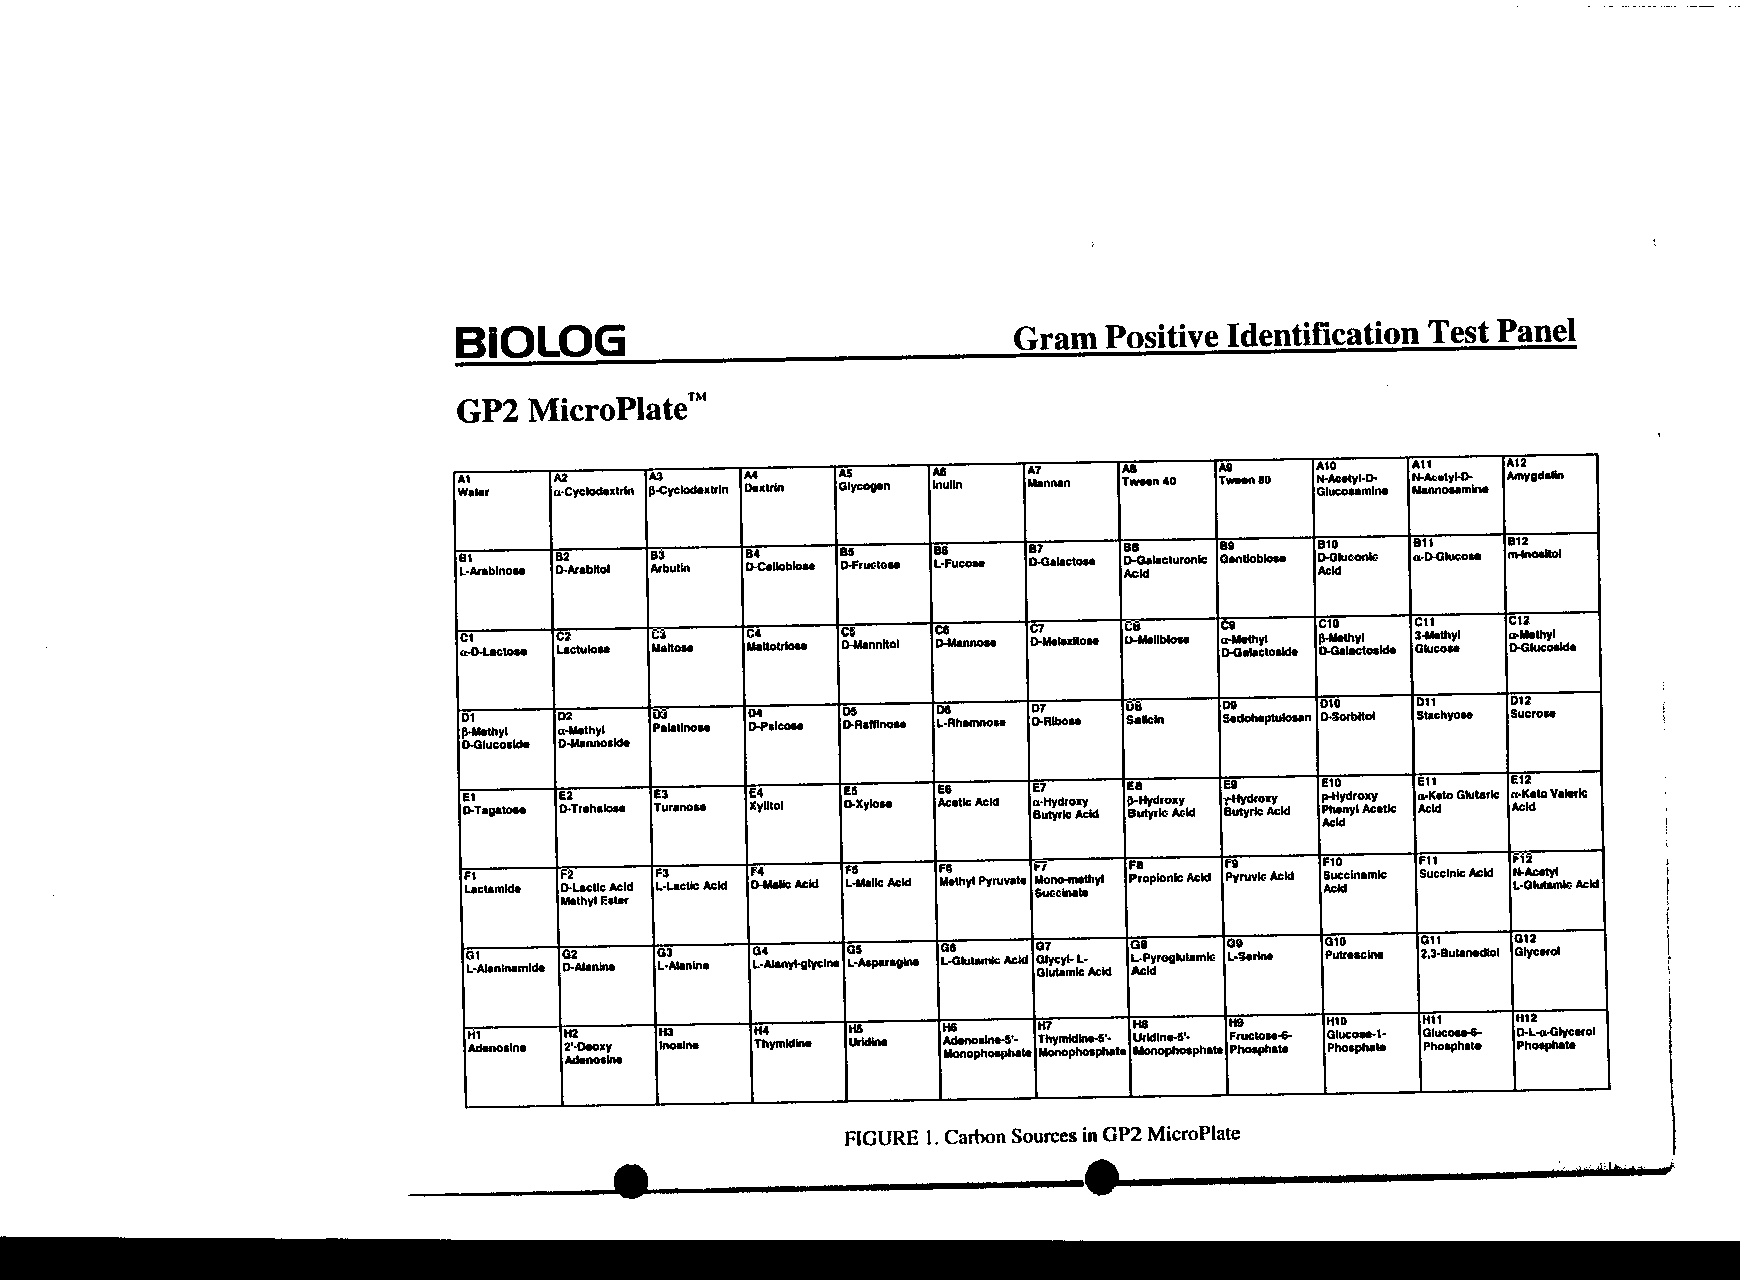 BIOLOG
Gram Positive Identification Test Panel
GP2 MicroPlate™
A1
Water
A2
α-Cyclodextrin
A3
β-Cyclodextrin
A4
Dextrin
A5
Glycogen
A6
Inulin
A7
Mannan
A8
Tween 40
A9
Tween 80
A10
N-Acetyl-D-
Glucosamine
A11
N-Acetyl-D-
Mannosamine
A12
Amygdalin
B1
L-Arabinose
B2
D-Arabitol
B3
Arbutin
B4
D-Cellobiose
B5
D-Fructose
B6
L-Fucose
B7
D-Galactose
B8
D-Galacturonic
Acid
B9
Gentiobiose
B10
D-Gluconic
Acid
B11
α-D-Glucose
B12
m-Inositol
C1
α-D-Lactose
C2
Lactulose
C3
Maltose
C4
Maltotriose
C5
D-Mannitol
C6
D-Mannose
C7
D-Melezitose
C8
D-Melibiose
C9
α-Methyl
D-Galactoside
C10
β-Methyl
D-Galactoside
C11
3-Methyl
Glucose
C12
α-Methyl
D-Glucoside
D1
β-Methyl
D-Glucoside
D2
α-Methyl
D-Mannoside
D3
Palatinose
D4
D-Psicose
D5
D-Raffinose
D6
L-Rhamnose
D7
D-Ribose
D8
Salicin
D9
Sedoheptulosan
D10
D-Sorbitol
D11
Stachyose
D12
Sucrose
E1
D-Tagatose
E2
D-Trehalose
E3
Turanose
E4
Xylitol
E5
D-Xylose
E6
Acetic Acid
E7
α-Hydroxy
Butyric Acid
E8
β-Hydroxy
Butyric Acid
E9
γ-Hydroxy
Butyric Acid
E10
p-Hydroxy
Phenyl Acetic
Acid
E11
α-Keto Glutaric
Acid
E12
α-Keto Valeric
Acid
F1
Lactamide
F2
D-Lactic Acid
Methyl Ester
F3
L-Lactic Acid
F4
D-Malic Acid
F5
L-Malic Acid
F6
Methyl Pyruvate
F7
Mono-methyl
Succinate
F8
Propionic Acid
F9
Pyruvic Acid
F10
Succinamic
Acid
F11
Succinic Acid
F12
N-Acetyl
L-Glutamic Acid
G1
L-Alaninamide
G2
D-Alanine
G3
L-Alanine
G4
L-Alanyl-glycine
G5
L-Asparagine
G6
L-Glutamic Acid
G7
Glycyl- L-
Glutamic Acid
G8
L-Pyroglutamic
Acid
G9
L-Serine
G10
Putrescine
G11
2,3-Butanediol
G12
Glycerol
H1
Adenosine
H2
2'-Deoxy
Adenosine
H3
Inosine
H4
Thymidine
H5
Uridine
H6
Adenosine-5'-
Monophosphate
H7
Thymidine-5'-
Monophosphate
H8
Uridine-5'-
Monophosphate
H9
Fructose-6-
Phosphate
H10
Glucose-1-
Phosphate
H11
Glucose-6-
Phosphate
H12
D-L-α-Glycerol
Phosphate
FIGURE 1. Carbon Sources in GP2 MicroPlate